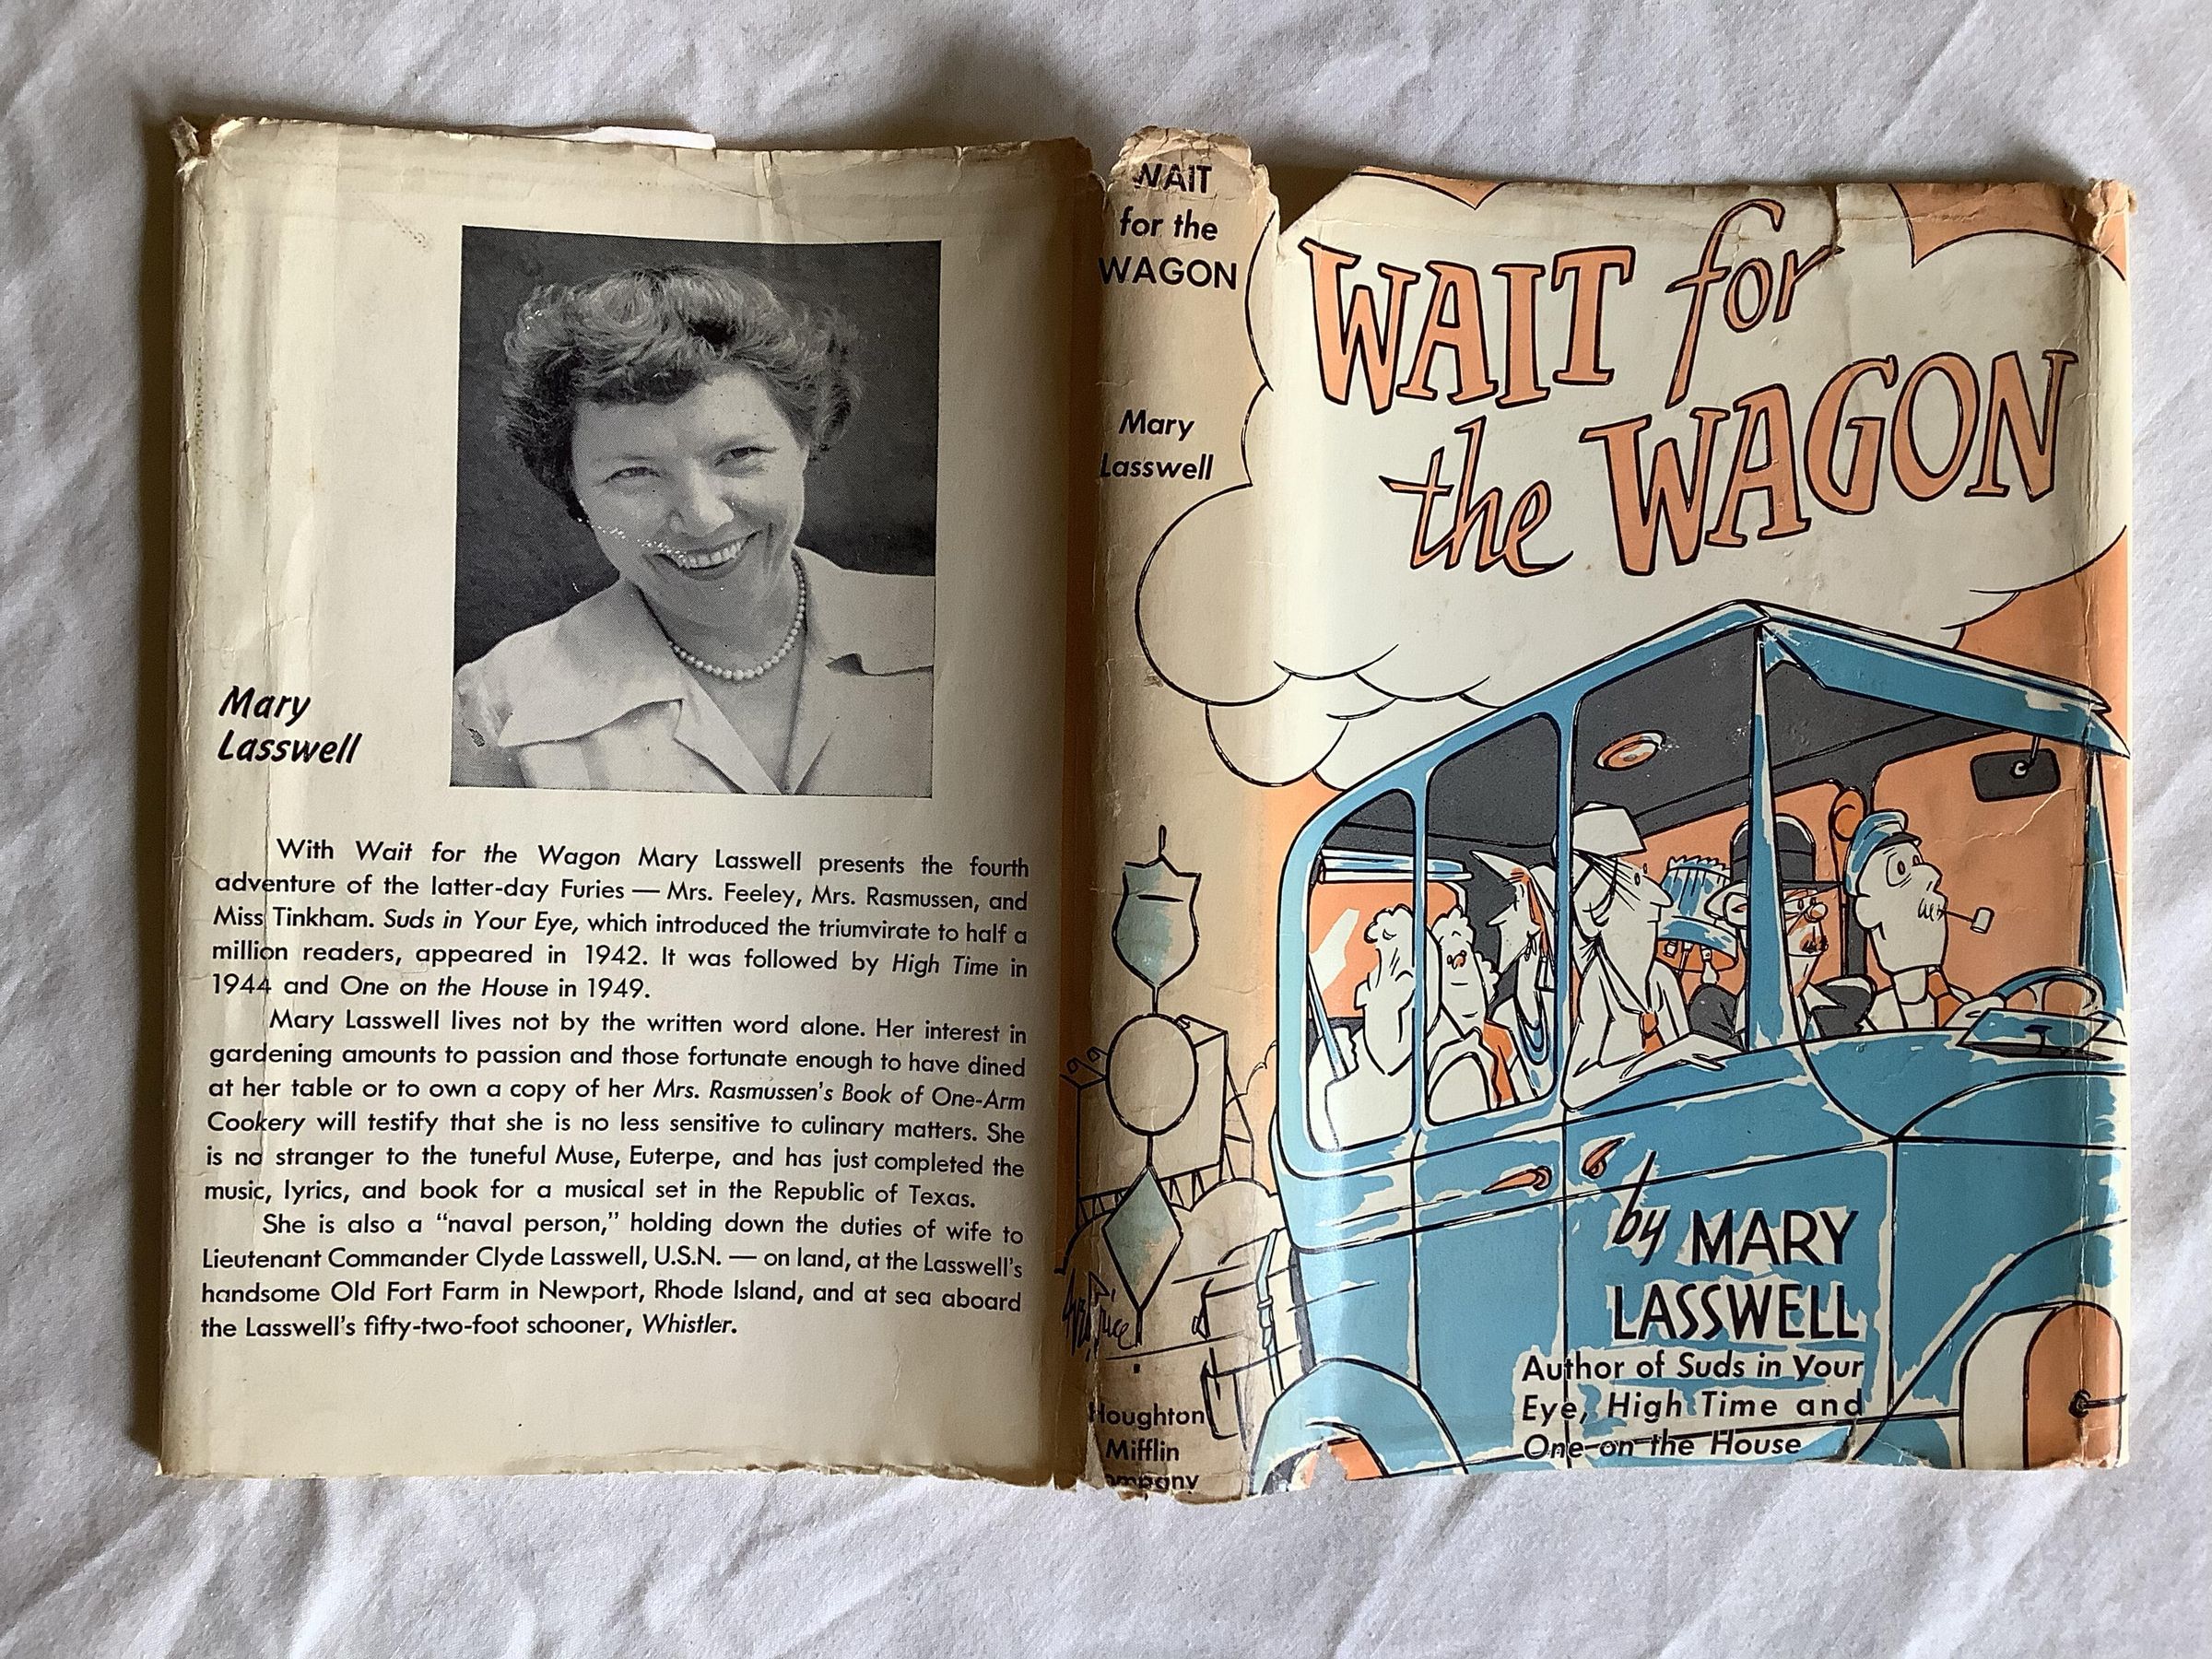 Mary
Lasswell
With Wait for the Wagon Mary Lasswell presents the fourth
adventure of the latter-day Furies — Mrs. Feeley, Mrs. Rasmussen, and
Miss Tinkham. Suds in Your Eye, which introduced the triumvirate to half a
million readers, appeared in 1942. It was followed by High Time in
1944 and One on the House in 1949.
Mary Lasswell lives not by the written word alone. Her interest in
gardening amounts to passion and those fortunate enough to have dined
at her table or to own a copy of her Mrs. Rasmussen's Book of One-Arm
Cookery will testify that she is no less sensitive to culinary matters. She
is no stranger to the tuneful Muse, Euterpe, and has just completed the
music, lyrics, and book for a musical set in the Republic of Texas.
She is also a “naval person,” holding down the duties of wife to
Lieutenant Commander Clyde Lasswell, U.S.N. — on land, at the Lasswell's
handsome Old Fort Farm in Newport, Rhode Island, and at sea aboard
the Lasswell's fifty-two-foot schooner, Whistler.
WAIT
for the
WAGON
Mary
Lasswell
Houghton
Mifflin
ompany
WAIT for
the WAGON
by MARY
LASSWELL
Author of Suds in Your
Eye, High Time and
One on the House